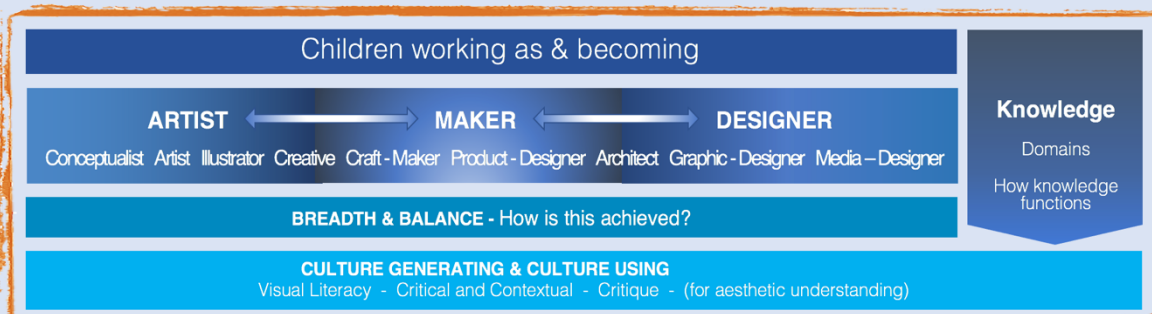 Children working as & becoming
ARTIST MAKER DESIGNER
Conceptualist Artist Illustrator Creative Craft - Maker Product - Designer Architect Graphic - Designer Media – Designer
BREADTH & BALANCE - How is this achieved?
Knowledge
Domains
How knowledge
functions
CULTURE GENERATING & CULTURE USING
Visual Literacy - Critical and Contextual - Critique - (for aesthetic understanding)